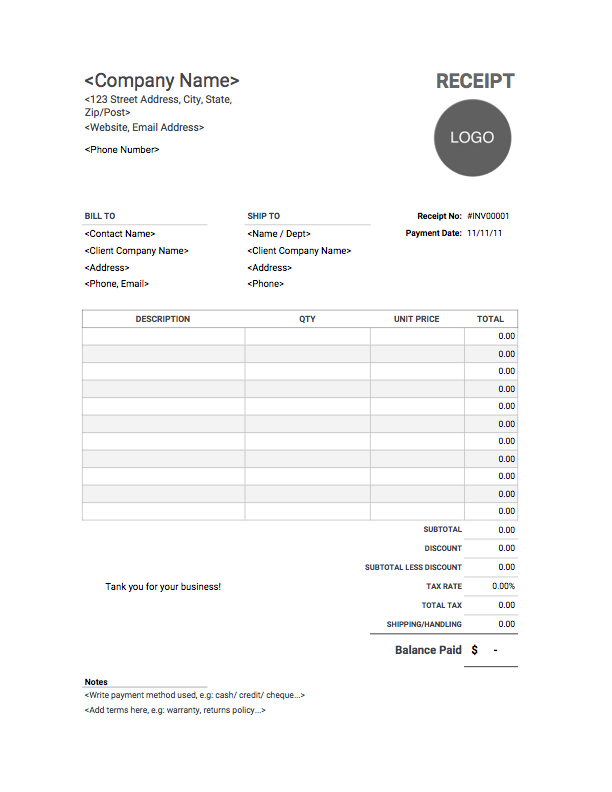 <Company Name>
RECEIPT
<123 Street Address, City, State,
Zip/Post>
<Website, Email Address>
<Phone Number>
LOGO
BILL TO
SHIP TO
Receipt No: #INV00001
<Contact Name>
<Name / Dept>
Payment Date: 11/11/11
<Client Company Name>
<Client Company Name>
<Address>
<Address>
<Phone, Email>
<Phone>
DESCRIPTION QTY UNIT PRICE TOTAL
0.00
0.00
0.00
0.00
0.00
0.00
0.00
0.00
0.00
0.00
0.00
SUBTOTAL 0.00
DISCOUNT 0.00
SUBTOTAL LESS DISCOUNT 0.00
Tank you for your business!
TAX RATE 0.00%
TOTAL TAX 0.00
SHIPPING/HANDLING 0.00
Balance Paid $ -
Notes
<Write payment method used, e.g: cash/ credit/ cheque...>
<Add terms here, e.g: warranty, returns policy...>